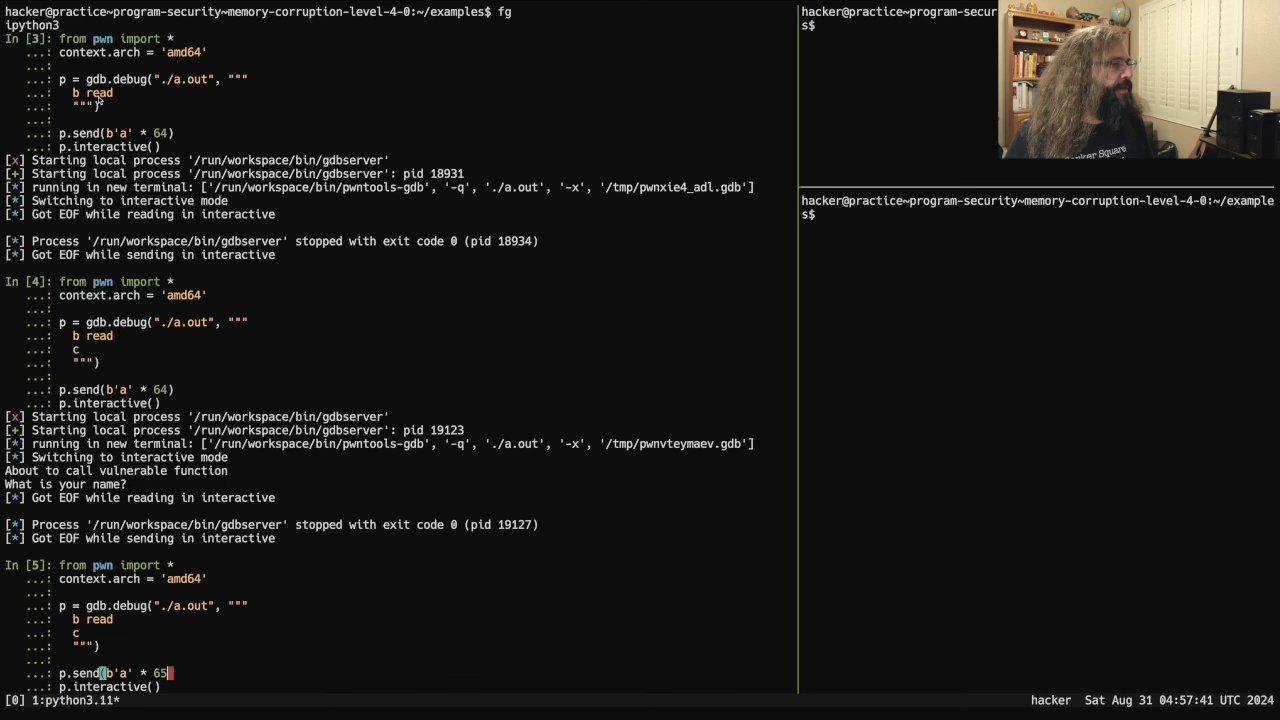 hacker@practice~program-security~memory-corruption-level-4-0:~/examples$ fg
ipython3
In [3]: from pwn import *
   ...: context.arch = 'amd64'
   ...:
   ...: p = gdb.debug("./a.out", """
   ...:   b read
   ...:   """)
   ...:
   ...: p.send(b'a' * 64)
   ...: p.interactive()
[x] Starting local process '/run/workspace/bin/gdbserver'
[+] Starting local process '/run/workspace/bin/gdbserver': pid 18931
[*] running in new terminal: ['/run/workspace/bin/pwntools-gdb', '-q', './a.out', '-x', '/tmp/pwnxie4_adl.gdb']
[*] Switching to interactive mode
[*] Got EOF while reading in interactive
[*] Process '/run/workspace/bin/gdbserver' stopped with exit code 0 (pid 18934)
[*] Got EOF while sending in interactive
In [4]: from pwn import *
   ...: context.arch = 'amd64'
   ...:
   ...: p = gdb.debug("./a.out", """
   ...:   b read
   ...:   c
   ...:   """)
   ...:
   ...: p.send(b'a' * 64)
   ...: p.interactive()
[x] Starting local process '/run/workspace/bin/gdbserver'
[+] Starting local process '/run/workspace/bin/gdbserver': pid 19123
[*] running in new terminal: ['/run/workspace/bin/pwntools-gdb', '-q', './a.out', '-x', '/tmp/pwnvteymaev.gdb']
[*] Switching to interactive mode
About to call vulnerable function
What is your name?
[*] Got EOF while reading in interactive
[*] Process '/run/workspace/bin/gdbserver' stopped with exit code 0 (pid 19127)
[*] Got EOF while sending in interactive
In [5]: from pwn import *
   ...: context.arch = 'amd64'
   ...:
   ...: p = gdb.debug("./a.out", """
   ...:   b read
   ...:   c
   ...:   """)
   ...:
   ...: p.send(b'a' * 65
   ...: p.interactive()
hacker@practice~program-secur
s$
hacker@practice~program-security~memory-corruption-level-4-0:~/example
s$
Square
[0] 1:python3.11*
hacker  Sat Aug 31 04:57:41 UTC 2024